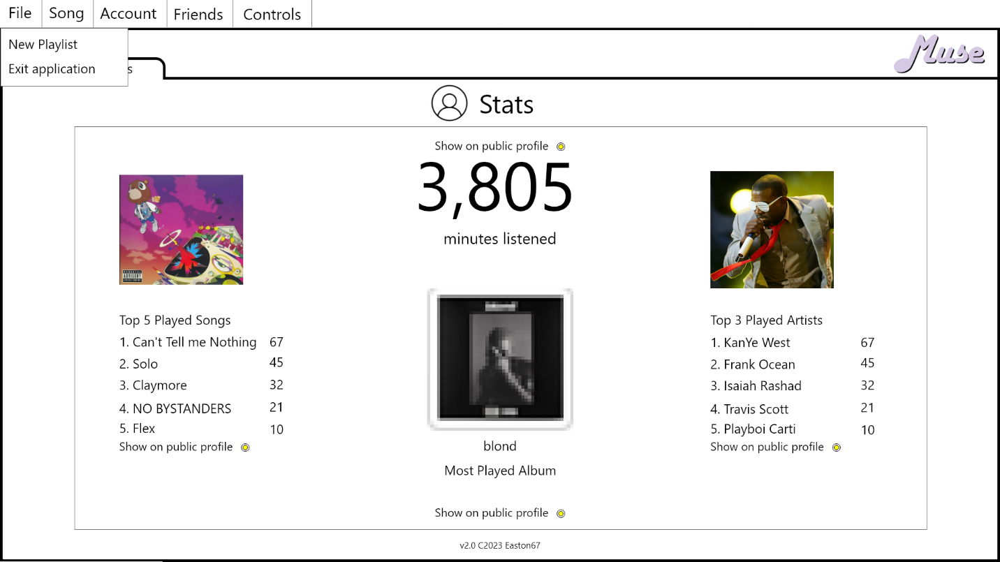 File Song Account Friends Controls
New Playlist
Exit application
s
Muse
Stats
Show on public profile
3,805
minutes listened
PARENTAL
ADVISORY
Top 5 Played Songs
1. Can't Tell me Nothing 67
2. Solo 45
3. Claymore 32
4. NO BYSTANDERS 21
5. Flex 10
Show on public profile
blond
Most Played Album
Show on public profile
Top 3 Played Artists
1. KanYe West 67
2. Frank Ocean 45
3. Isaiah Rashad 32
4. Travis Scott 21
5. Playboi Carti 10
Show on public profile
v2.0 C2023 Easton67